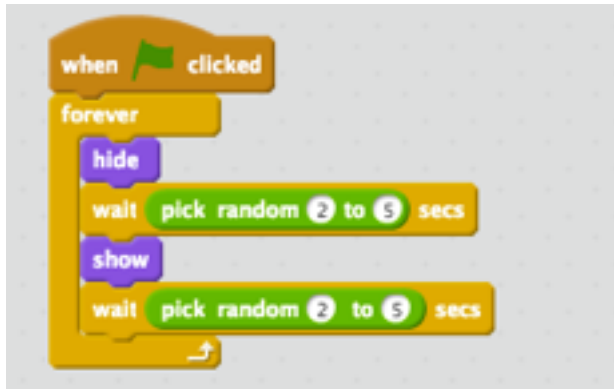 when clicked
forever
hide
wait pick random 2 to 5 secs
show
wait pick random 2 to 5 secs